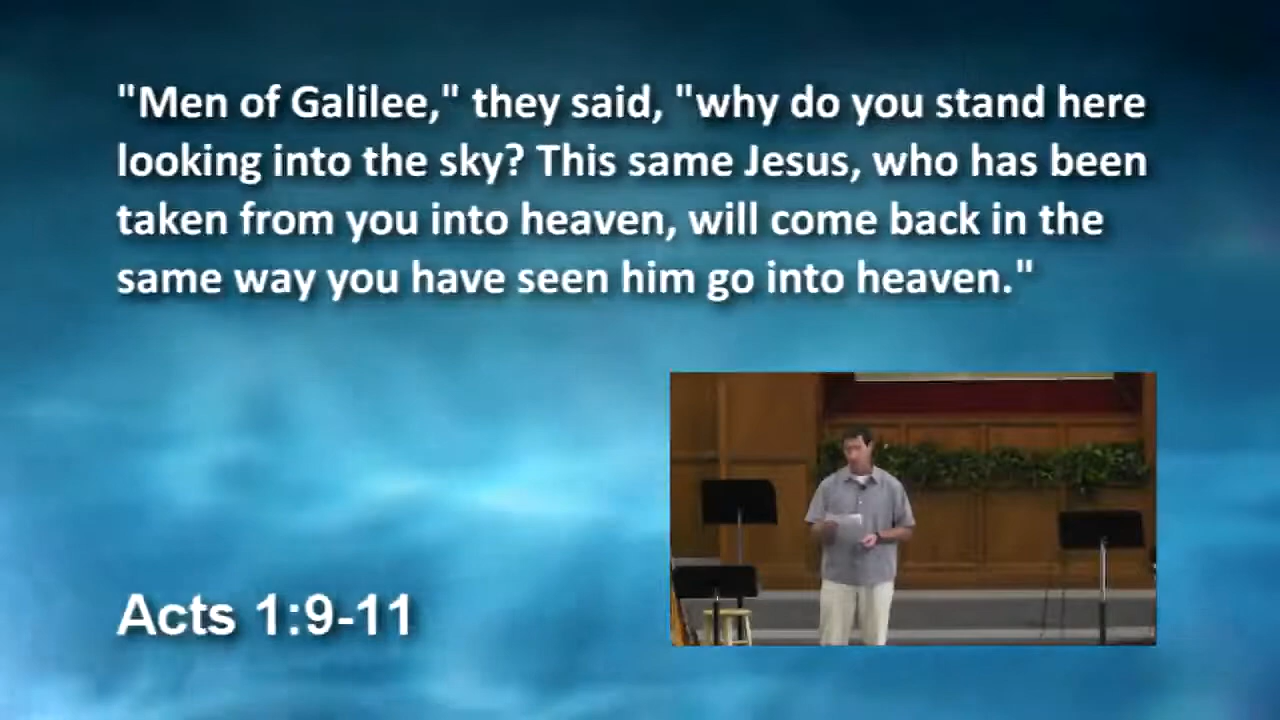 "Men of Galilee," they said, "why do you stand here
looking into the sky? This same Jesus, who has been
taken from you into heaven, will come back in the
same way you have seen him go into heaven."
Acts 1:9-11